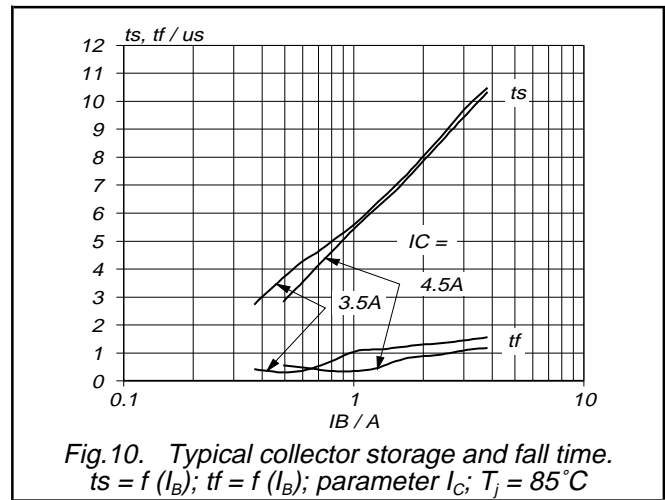 ts, tf / us
12
11
10
9
8
7
6
5
4
3
2
1
0
ts
IC =
3.5A
4.5A
tf
0.1
1
10
IB / A
Fig.10. Typical collector storage and fall time.
ts = f (IB); tf = f (IB); parameter IC; Tj = 85˚C